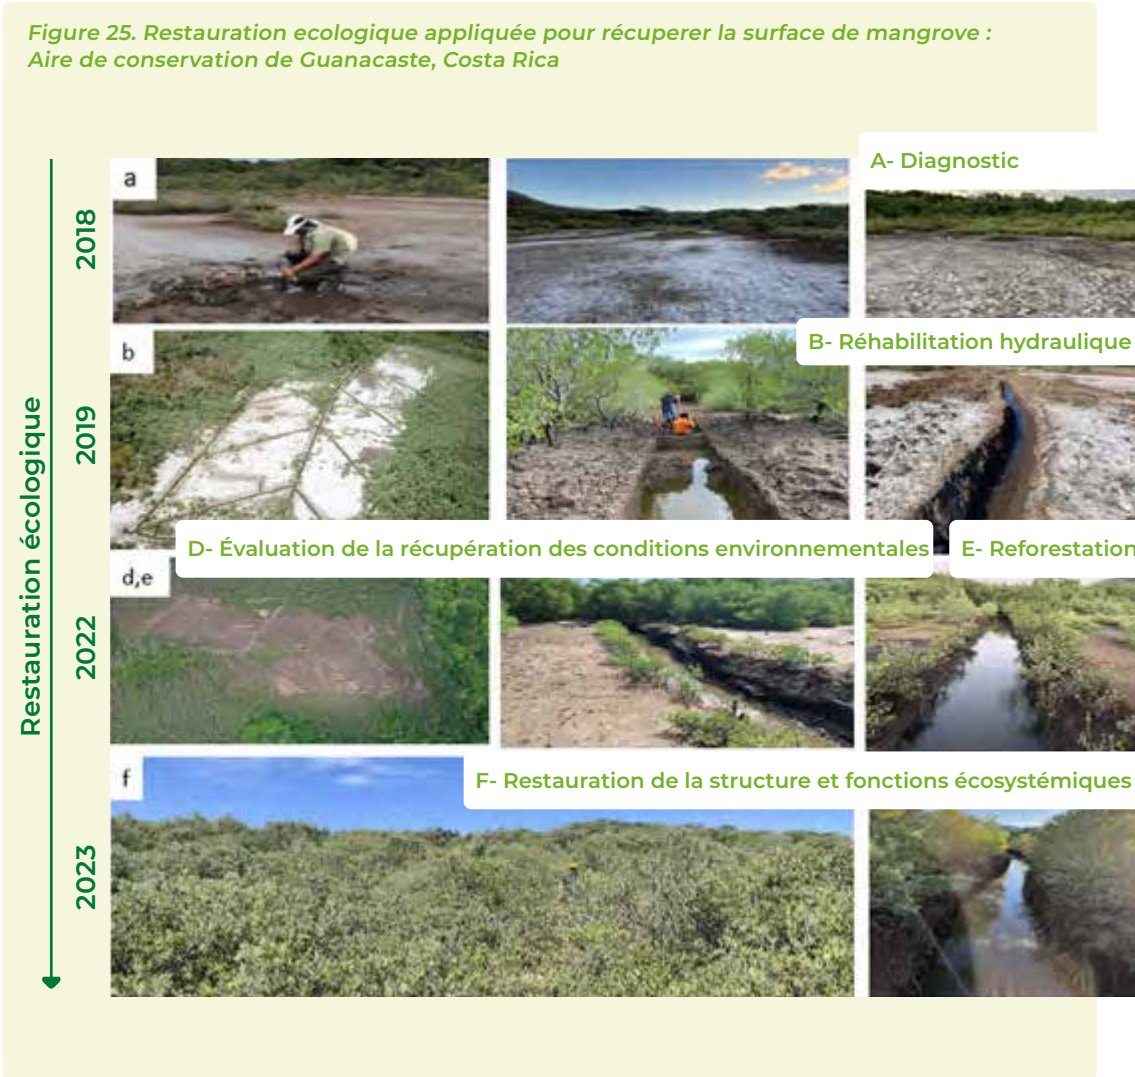 Figure 25. Restauration ecologique appliquée pour récuperer la surface de mangrove :
Aire de conservation de Guanacaste, Costa Rica
Restauration écologique
2018
a
A- Diagnostic
2019
b
B- Réhabilitation hydraulique
2022
d,e
D- Évaluation de la récupération des conditions environnementales
E- Reforestation
2023
f
F- Restauration de la structure et fonctions écosystémiques